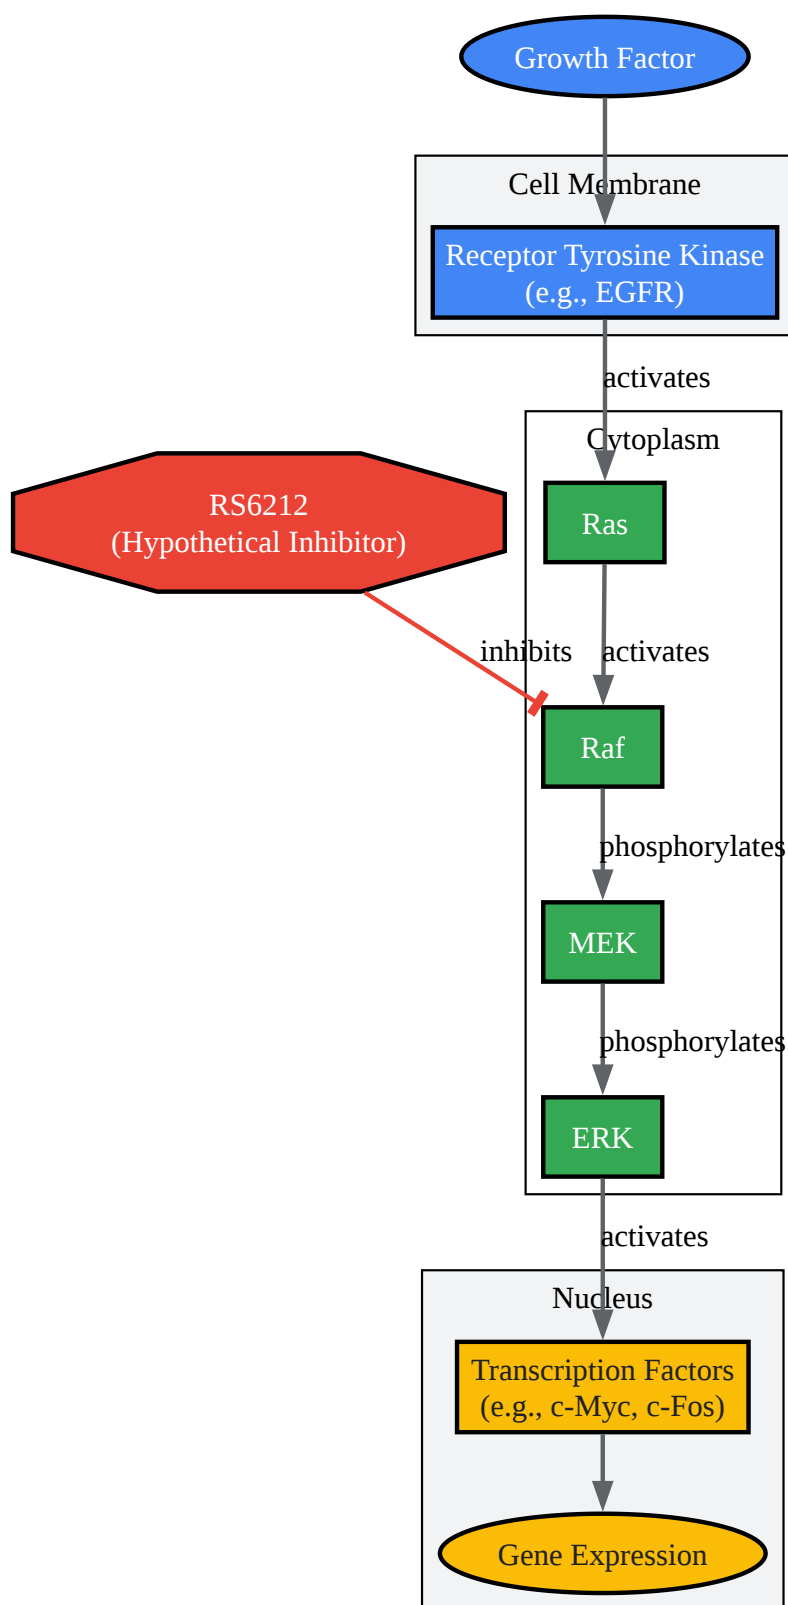 Growth Factor
Cell Membrane
Receptor Tyrosine Kinase
(e.g., EGFR)
activates
Cytoplasm
RS6212
(Hypothetical Inhibitor)
Ras
inhibits
activates
Raf
phosphorylates
MEK
phosphorylates
ERK
activates
Nucleus
Transcription Factors
(e.g., c-Myc, c-Fos)
Gene Expression